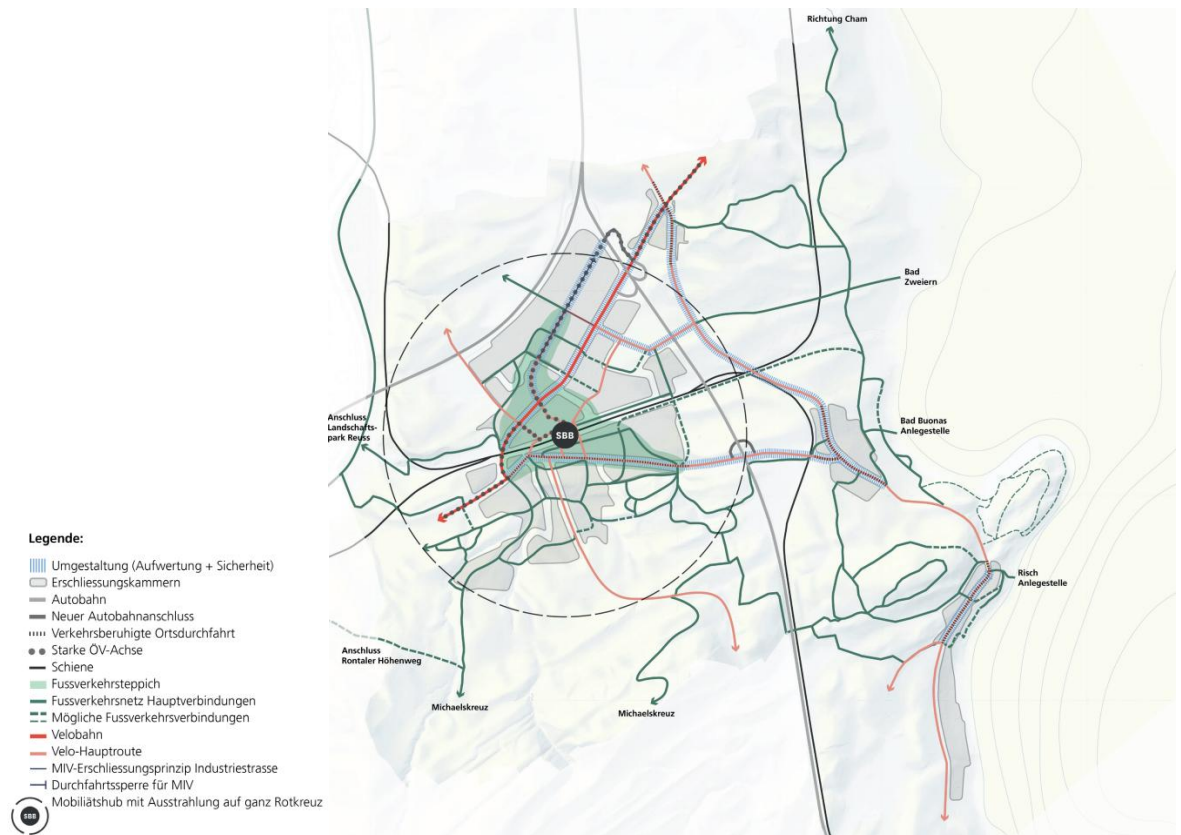 Richtung Cham
Bad
Zweiern
Anschluss
Landschafts-
park Reuss
SBB
Bad Buonas
Anlegestelle
Risch
Anlegestelle
Anschluss
Rontaler Höhenweg
Michaelskreuz
Michaelskreuz
Legende:
Umgestaltung (Aufwertung + Sicherheit)
Erschliessungskammern
Autobahn
Neuer Autobahnanschluss
Verkehrsberuhigte Ortsdurchfahrt
Starke ÖV-Achse
Schiene
Fussverkehrsteppich
Fussverkehrsnetz Hauptverbindungen
Mögliche Fussverkehrsverbindungen
Velobahn
Velo-Hauptroute
MIV-Erschliessungsprinzip Industriestrasse
Durchfahrtssperre für MIV
Mobiliätshub mit Ausstrahlung auf ganz Rotkreuz
SBB